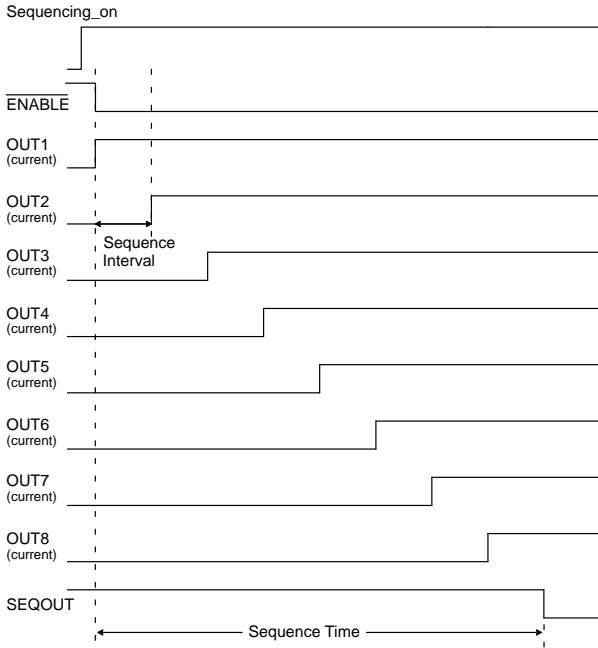 Sequencing_on
ENABLE
OUT1
(current)
OUT2
(current)
Sequence
Interval
OUT3
(current)
OUT4
(current)
OUT5
(current)
OUT6
(current)
OUT7
(current)
OUT8
(current)
SEQOUT
Sequence Time